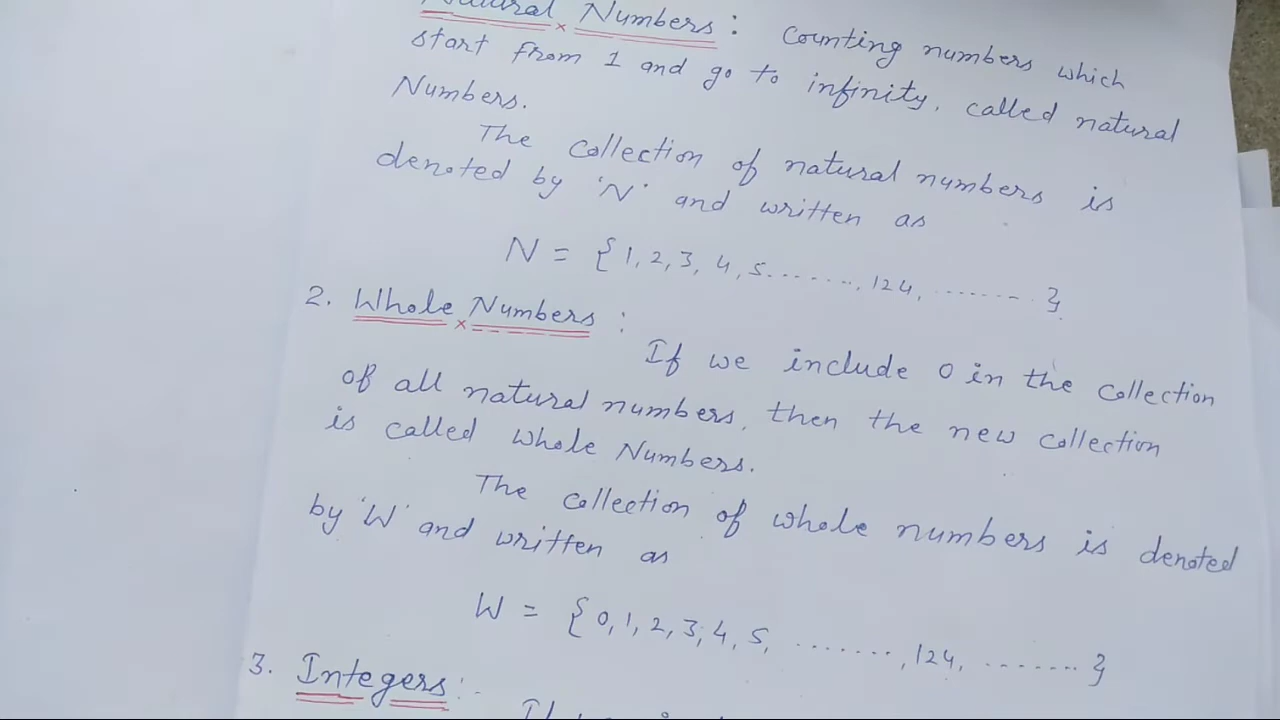 Natural Numbers : Counting numbers which
start from 1 and go to infinity, called natural
Numbers.
The collection of natural numbers is
denoted by 'N' and written as
N = {1, 2, 3, 4, 5........, 124, ....... }
2. Whole Numbers :
If we include 0 in the collection
of all natural numbers, then the new collection
is called whole Numbers.
The collection of whole numbers is denoted
by 'W' and written as
W = {0, 1, 2, 3, 4, 5, ........, 124, ........ }
3. Integers :-